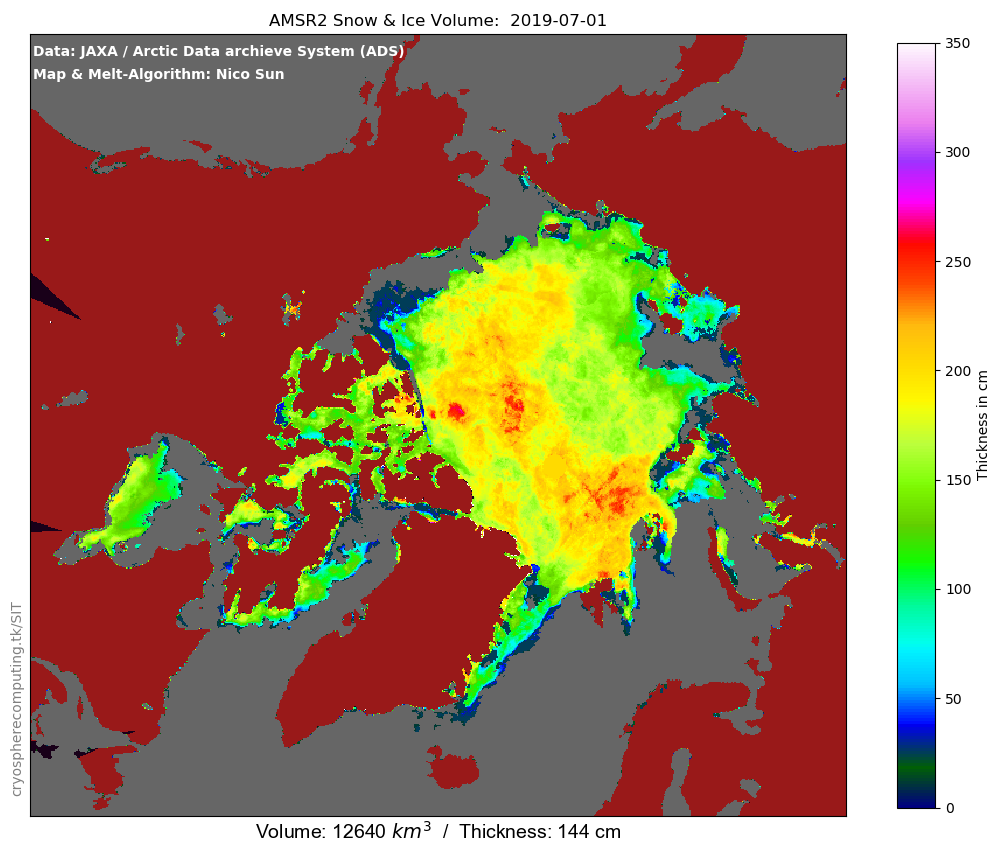 AMSR2 Snow & Ice Volume:  2019-07-01
Data: JAXA / Arctic Data archieve System (ADS)
Map & Melt-Algorithm: Nico Sun
350
300
250
200
150
100
50
0
Thickness in cm
cryospherecomputing.tk/SIT
Volume: 12640 km³  /  Thickness: 144 cm